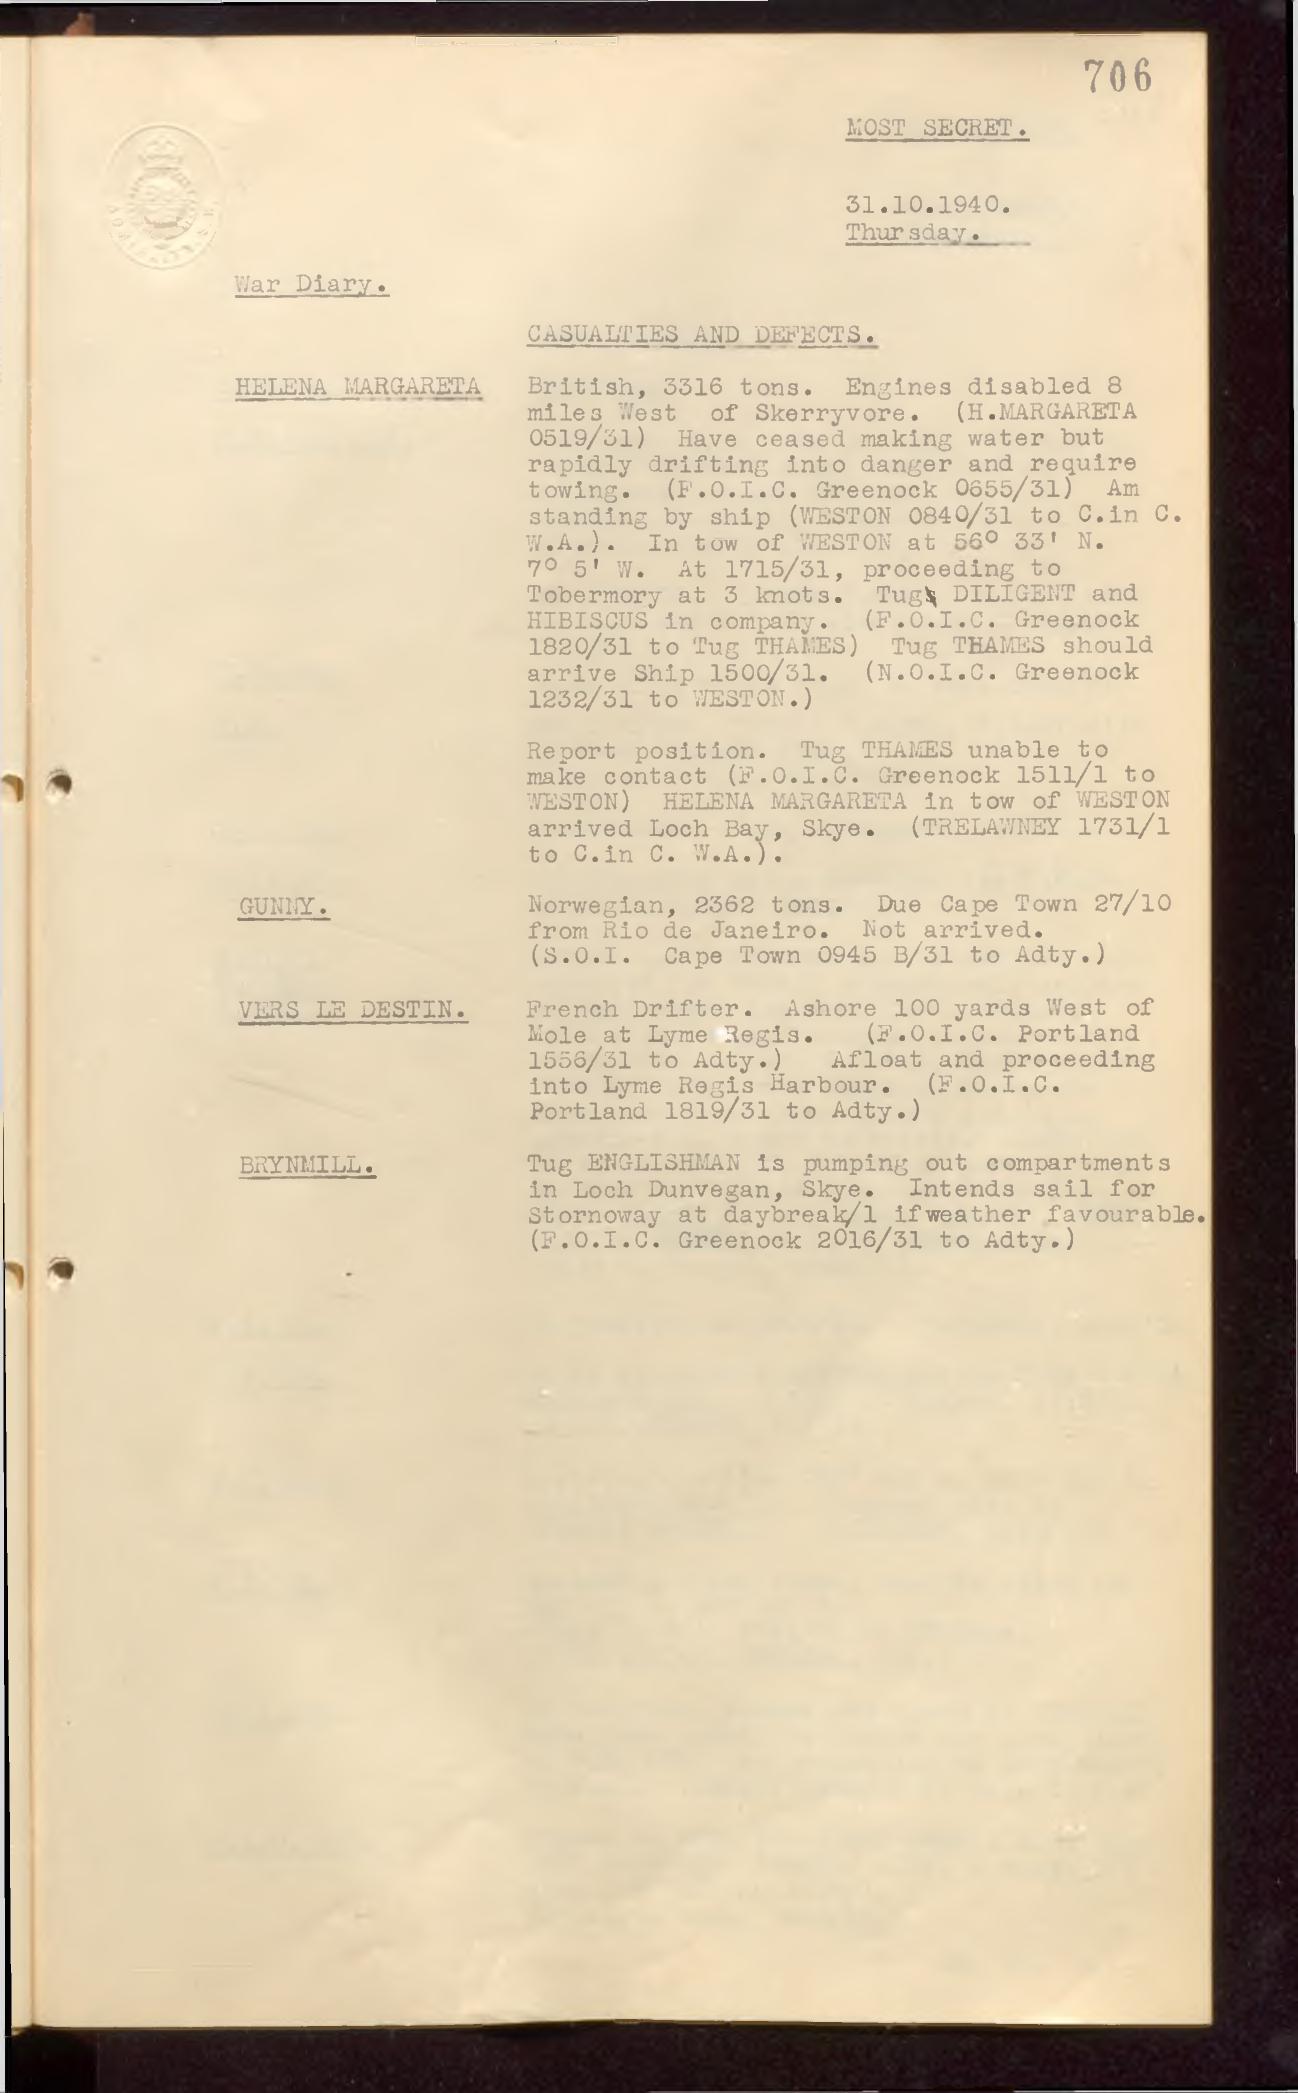 706
MOST SECRET.
31.10.1940.
Thursday.
War Diary.
CASUALTIES AND DEFECTS.
HELENA MARGARETA British, 3316 tons. Engines disabled 8
miles West of Skerryvore. (H.MARGARETA
0519/31) Have ceased making water but
rapidly drifting into danger and require
towing. (F.O.I.C. Greenock 0655/31) Am
standing by ship (WESTON 0840/31 to C.in C.
W.A.). In tow of WESTON at 56° 33' N.
7° 5' W. At 1715/31, proceeding to
Tobermory at 3 knots. Tugs DILIGENT and
HIBISCUS in company. (F.O.I.C. Greenock
1820/31 to Tug THAMES) Tug THAMES should
arrive Ship 1500/31. (N.O.I.C. Greenock
1232/31 to WESTON.)
Report position. Tug THAMES unable to
make contact (F.O.I.C. Greenock 1511/1 to
WESTON) HELENA MARGARETA in tow of WESTON
arrived Loch Bay, Skye. (TRELAWNEY 1731/1
to C.in C. W.A.).
GUNNY. Norwegian, 2362 tons. Due Cape Town 27/10
from Rio de Janeiro. Not arrived.
(S.O.I. Cape Town 0945 B/31 to Adty.)
VERS LE DESTIN. French Drifter. Ashore 100 yards West of
Mole at Lyme Regis. (F.O.I.C. Portland
1556/31 to Adty.) Afloat and proceeding
into Lyme Regis Harbour. (F.O.I.C.
Portland 1819/31 to Adty.)
BRYNMILL. Tug ENGLISHMAN is pumping out compartments
in Loch Dunvegan, Skye. Intends sail for
Stornoway at daybreak/1 ifweather favourable.
(F.O.I.C. Greenock 2016/31 to Adty.)